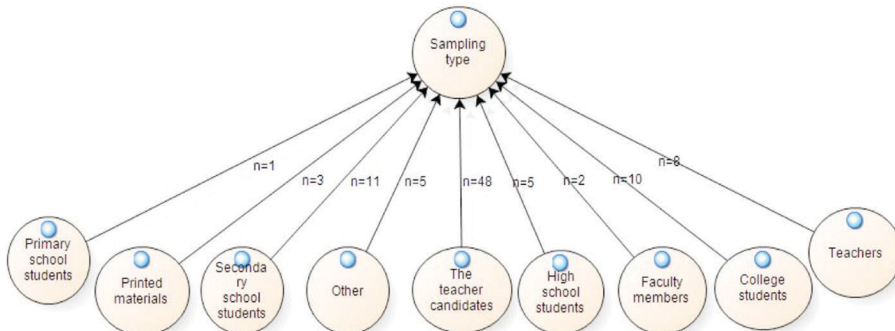 Sampling
type
n=1
n=3
n=11
n=5
n=48
n=5
n=2
n=10
n=8
Primary
school
students
Printed
materials
Seconda
ry
school
students
Other
The
teacher
candidates
High
school
students
Faculty
members
College
students
Teachers